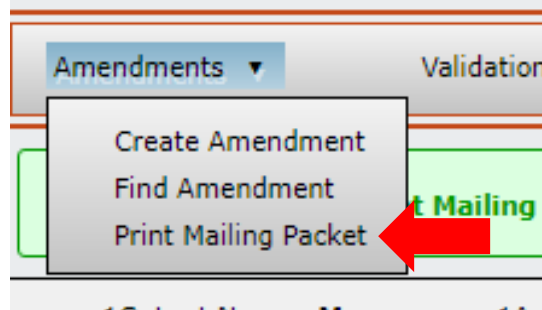 Amendments ▼ Validation
Create Amendment
Find Amendment
t Mailing
Print Mailing Packet